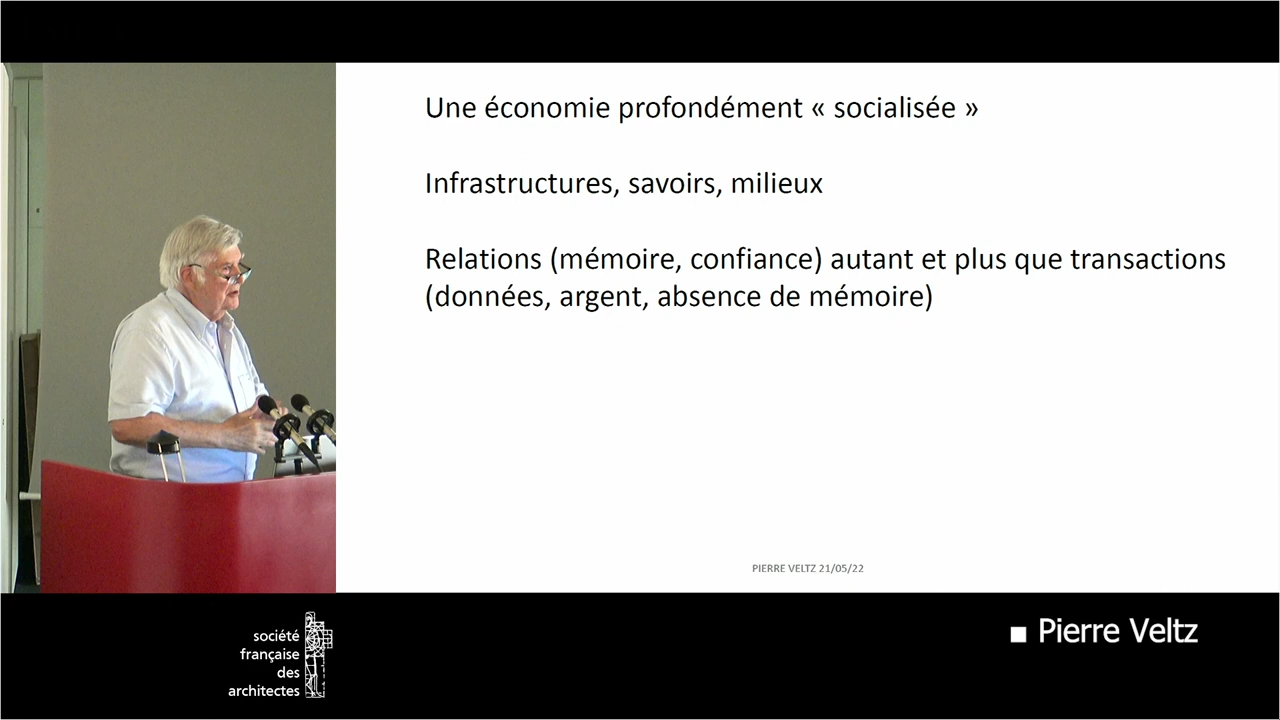 Une économie profondément « socialisée »
Infrastructures, savoirs, milieux
Relations (mémoire, confiance) autant et plus que transactions
(données, argent, absence de mémoire)
PIERRE VELTZ 21/05/22
société
française
des
architectes
Pierre Veltz